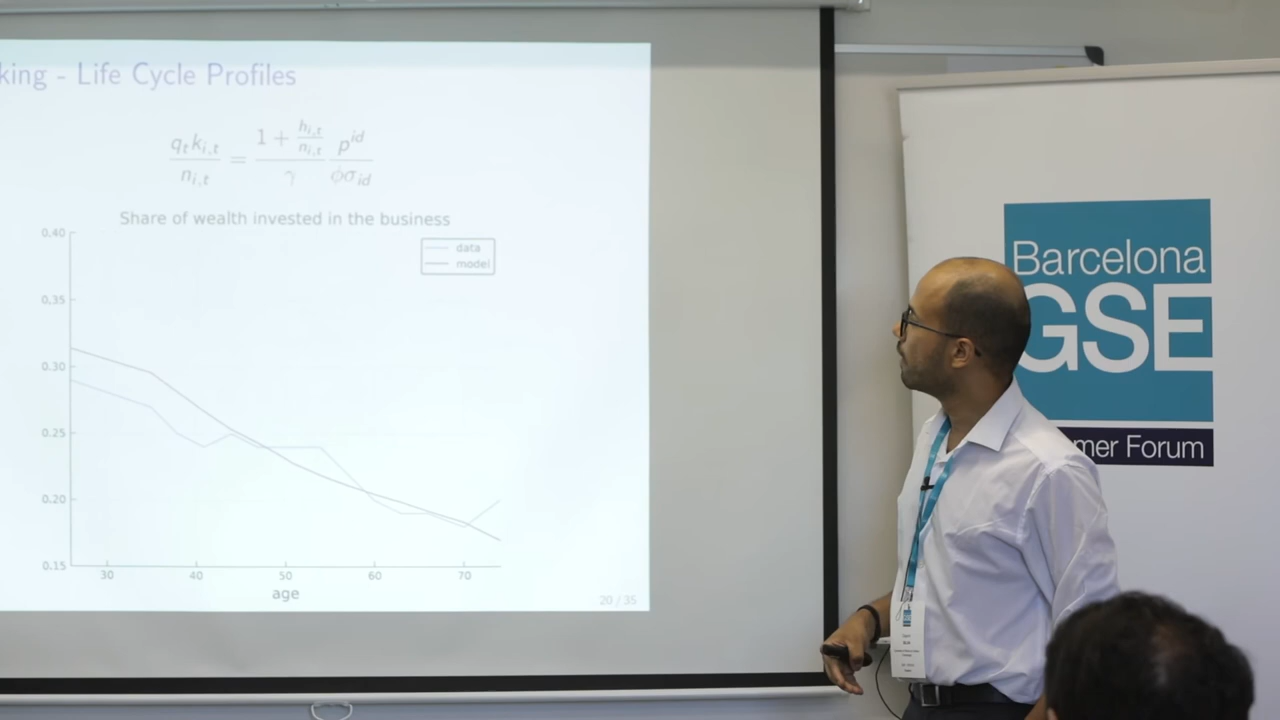 king - Life Cycle Profiles
q_t k_{i,t} / n_{i,t} = (1 + h_{i,t} / n_{i,t}) / γ p^{id} / ϕσ_{id}
Share of wealth invested in the business
data
model
0.40
0.35
0.30
0.25
0.20
0.15
30 40 50 60 70
age
20 / 35
Barcelona
GSE
mer Forum